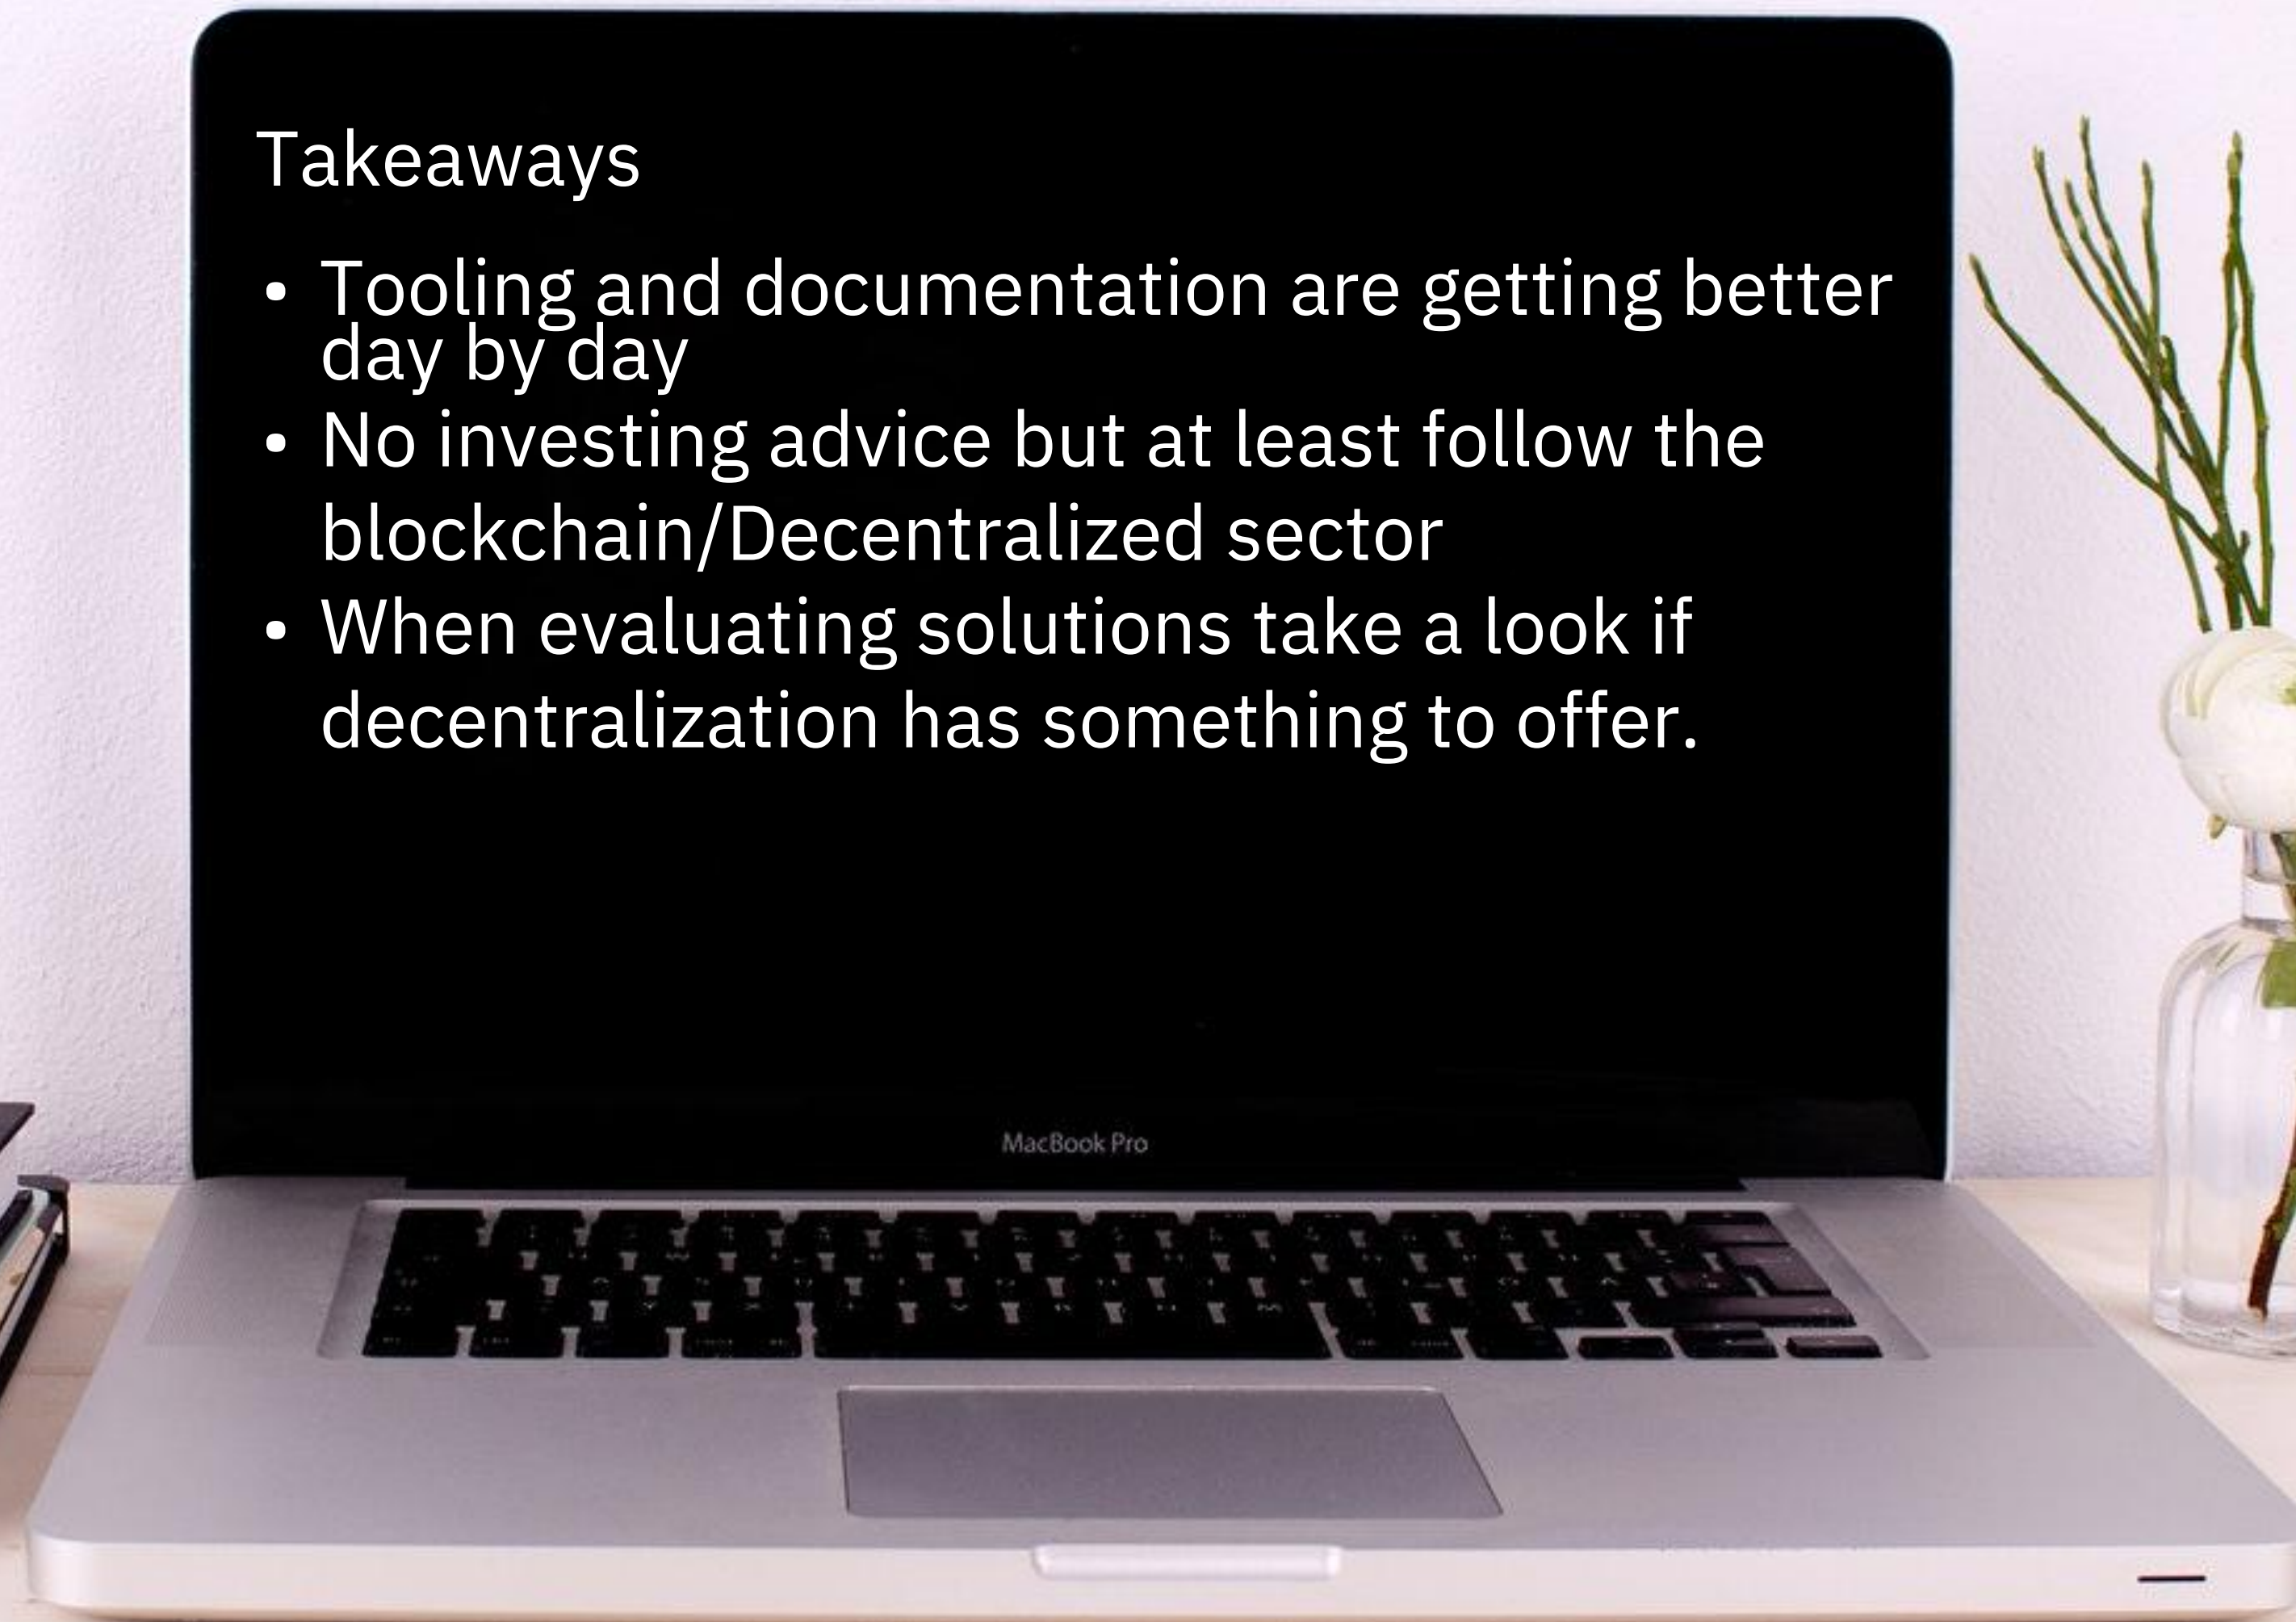 Takeaways
• Tooling and documentation are getting better
day by day
• No investing advice but at least follow the
blockchain/Decentralized sector
• When evaluating solutions take a look if
decentralization has something to offer.
MacBook Pro